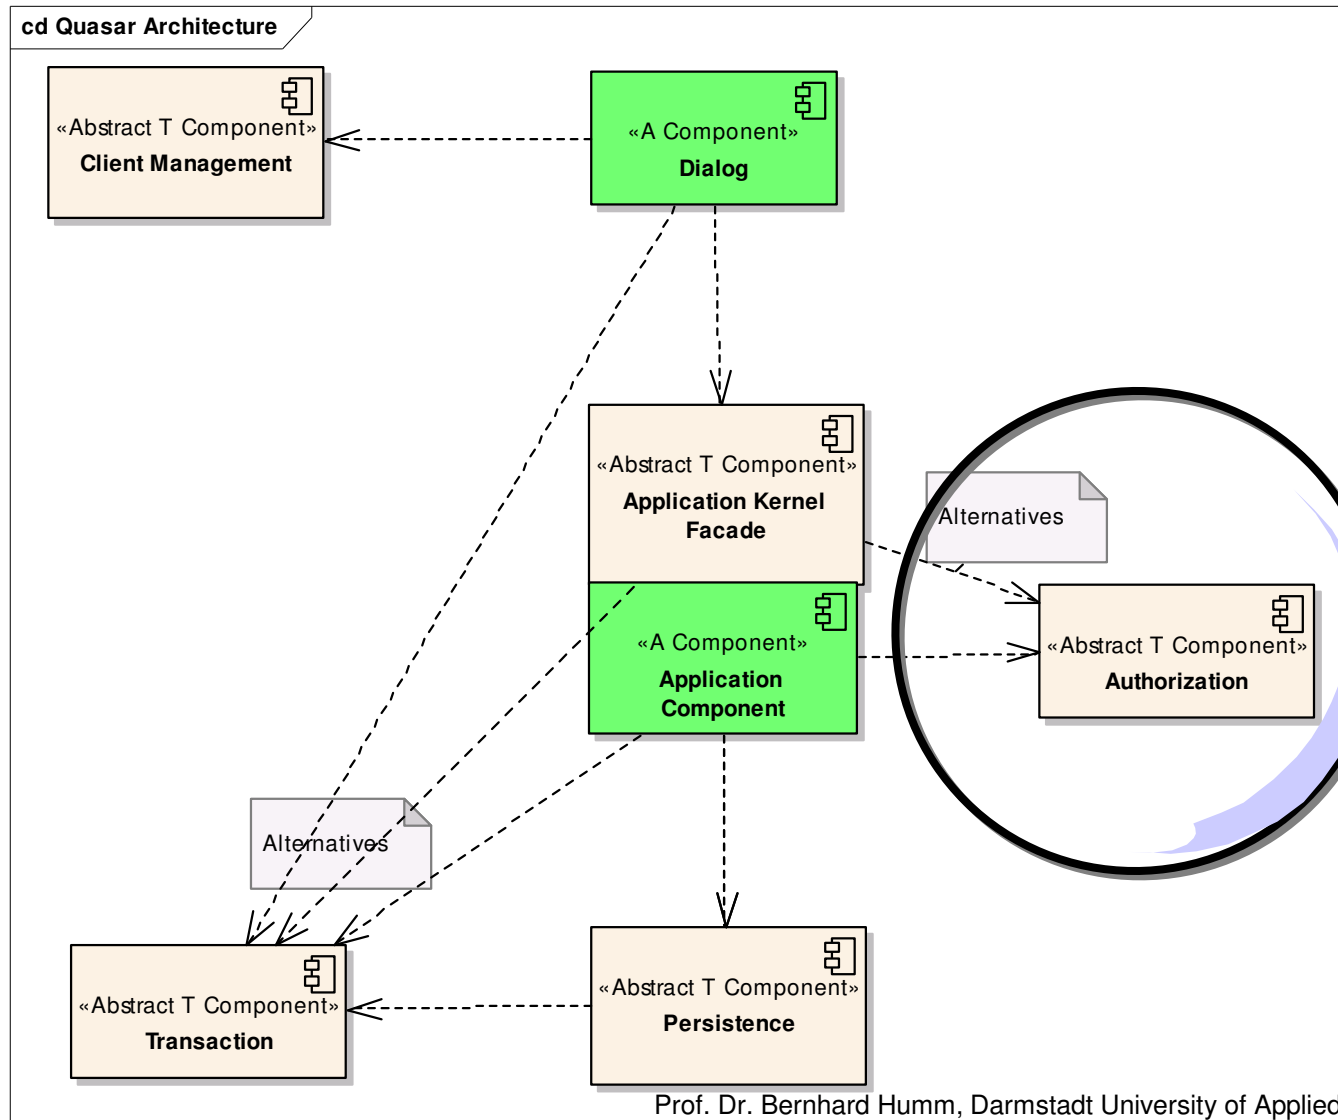 cd Quasar Architecture
«Abstract T Component»
Client Management
«A Component»
Dialog
«Abstract T Component»
Application Kernel
Facade
Alternatives
«A Component»
Application
Component
«Abstract T Component»
Authorization
Alternatives
«Abstract T Component»
Transaction
«Abstract T Component»
Persistence
Prof. Dr. Bernhard Humm, Darmstadt University of Applied